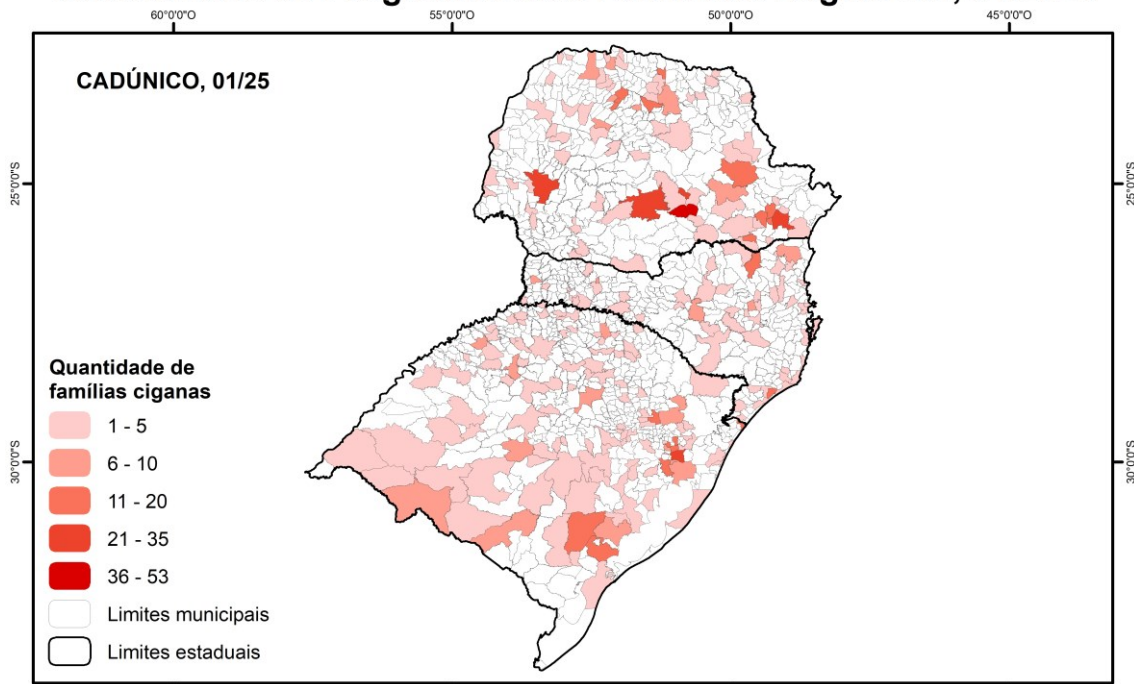 60°0'0"O 55°0'0"O 50°0'0"O 45°0'0"O
CADÚNICO, 01/25
25°0'0"S 25°0'0"S
30°0'0"S 30°0'0"S
Quantidade de
famílias ciganas
1 - 5
6 - 10
11 - 20
21 - 35
36 - 53
Limites municipais
Limites estaduais